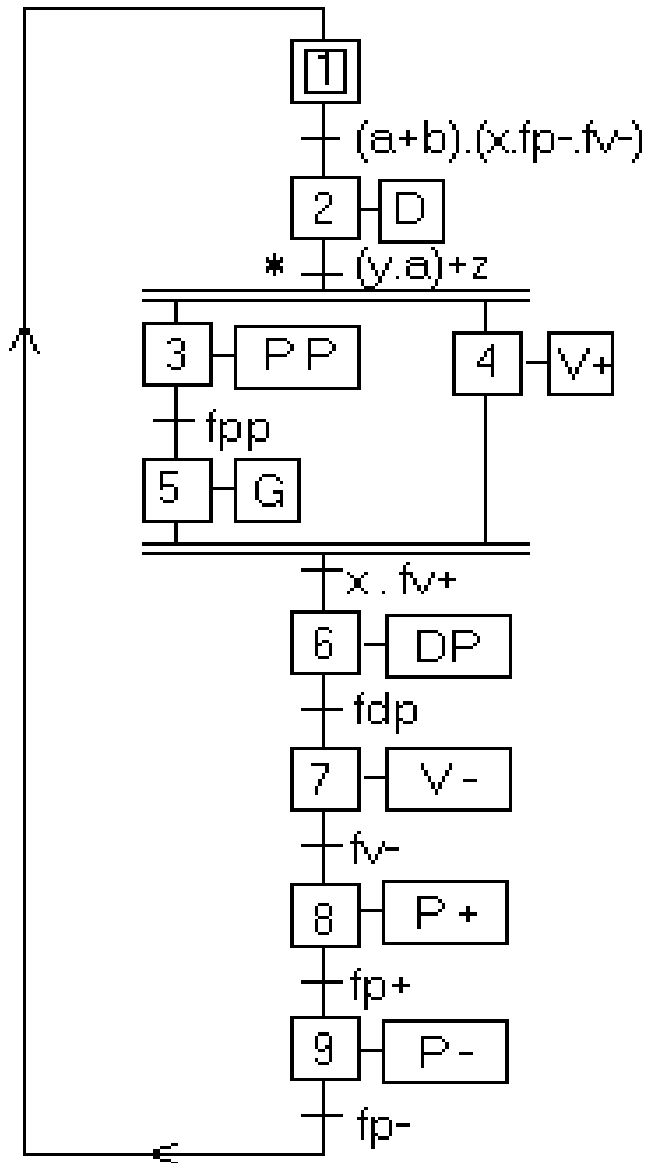 1
(a+b).(x.fp-.fv-)
2 D
* (y.a)+z
3 PP 4 V+
fpp
5 G
x . fv+
6 DP
fdp
7 V-
fv-
8 P+
fp+
9 P-
fp-